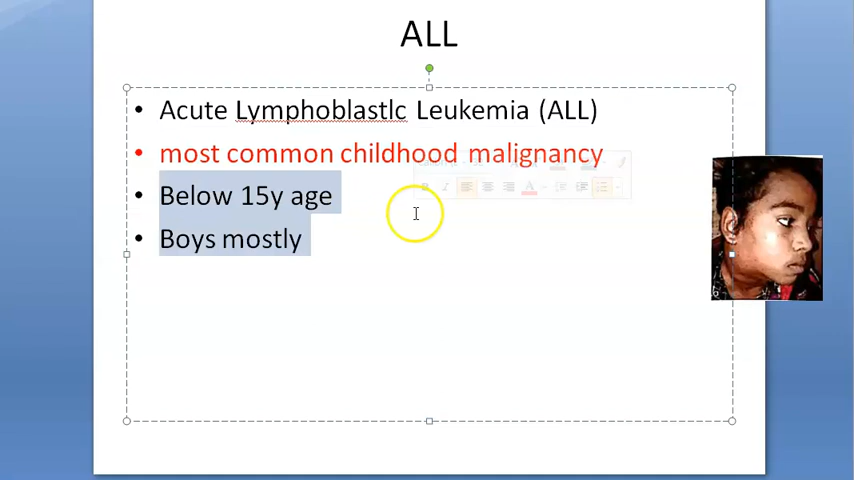 ALL
• Acute Lymphoblastlc Leukemia (ALL)
• most common childhood malignancy
• Below 15y age
• Boys mostly